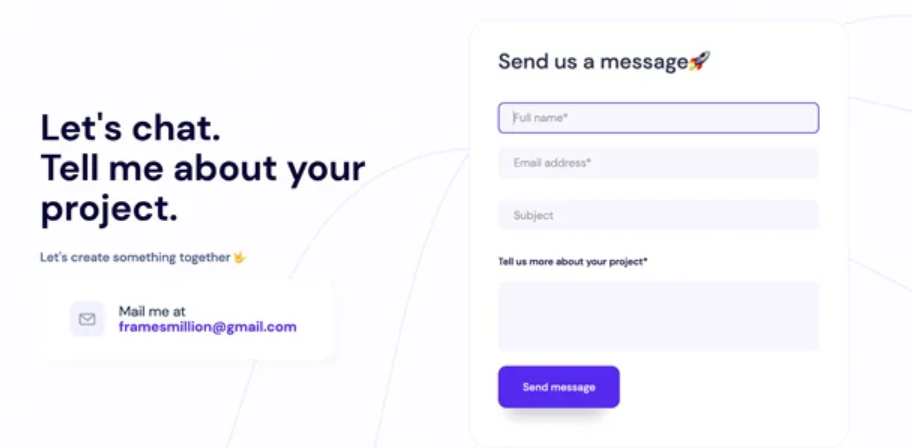 Let's chat.
Tell me about your
project.
Let's create something together🤟
Mail me at
framesmillion@gmail.com
Send us a message🚀
Full name*
Email address*
Subject
Tell us more about your project*
Send message